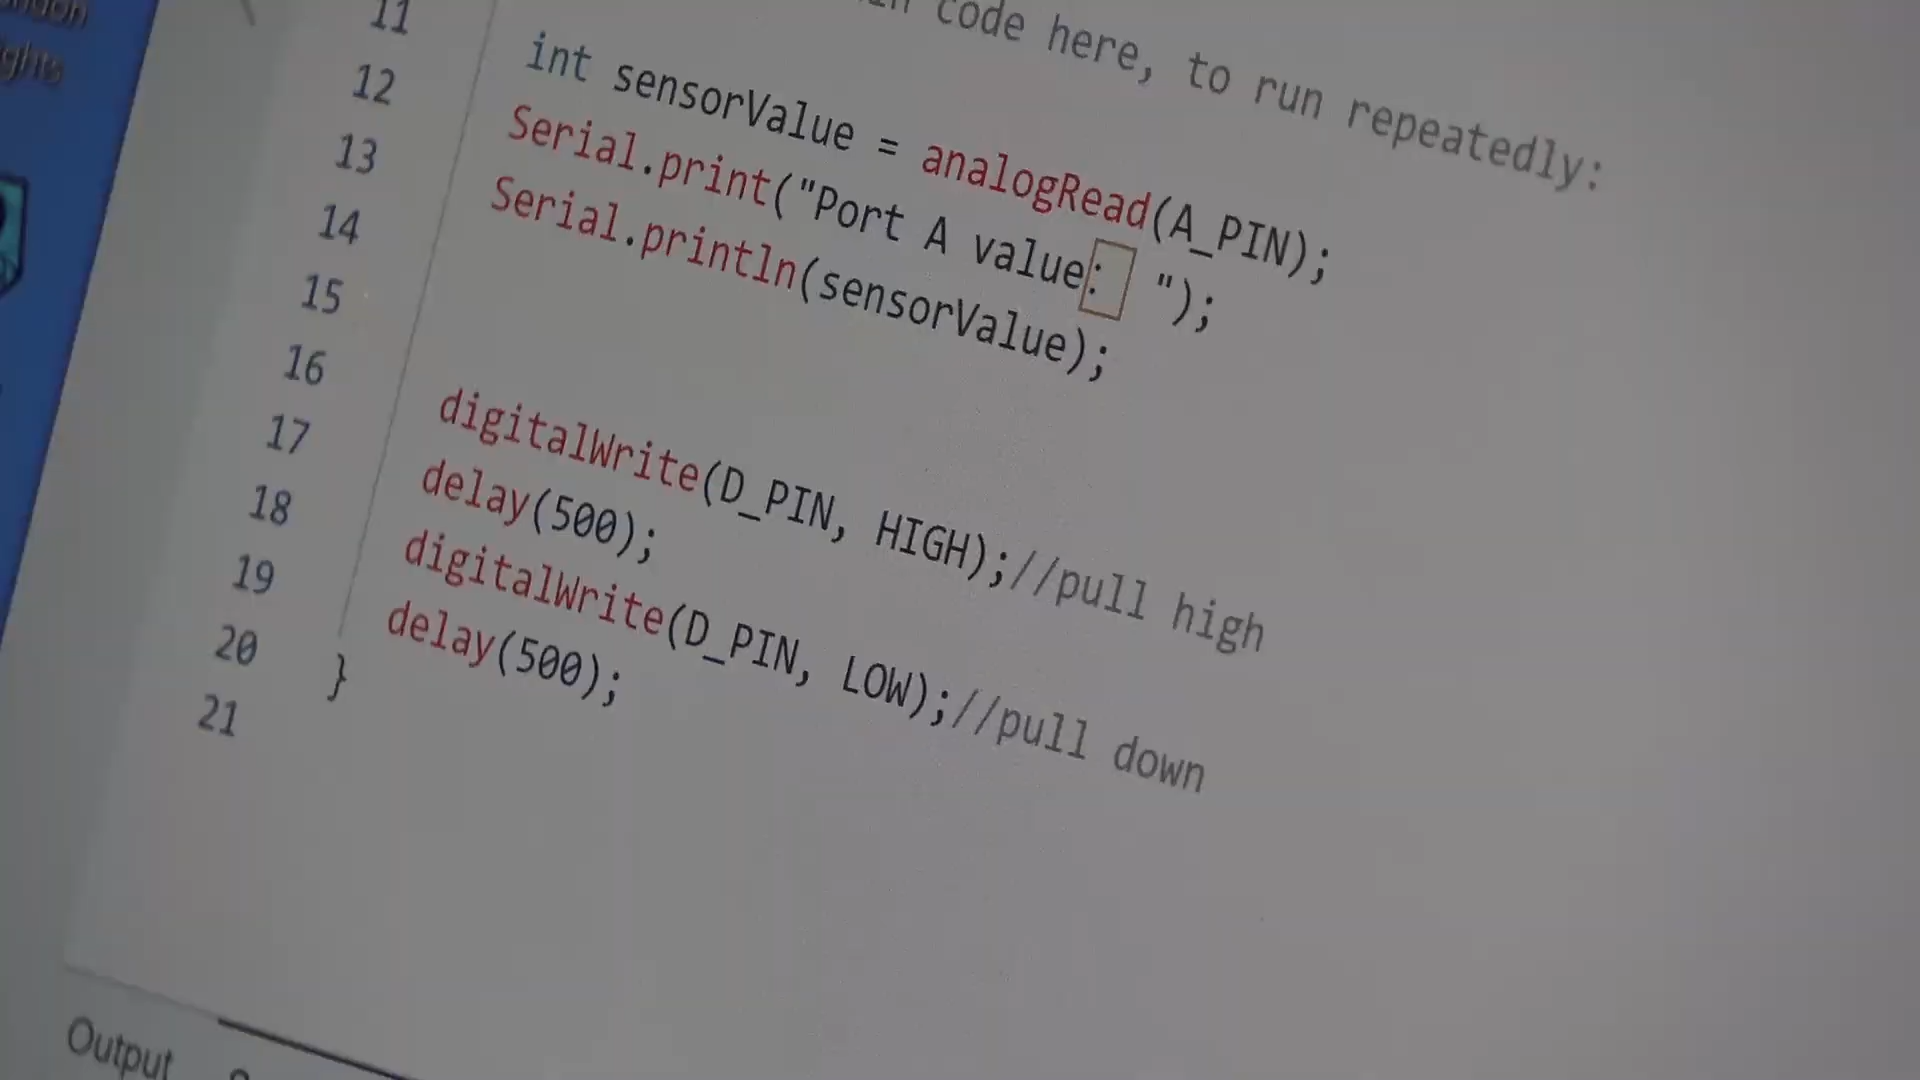 code here, to run repeatedly:
11
12 int sensorValue = analogRead(A_PIN);
13 Serial.print("Port A value： ");
14 Serial.println(sensorValue);
15
16 digitalWrite(D_PIN, HIGH);//pull high
17 delay(500);
18 digitalWrite(D_PIN, LOW);//pull down
19 delay(500);
20 }
21
Output